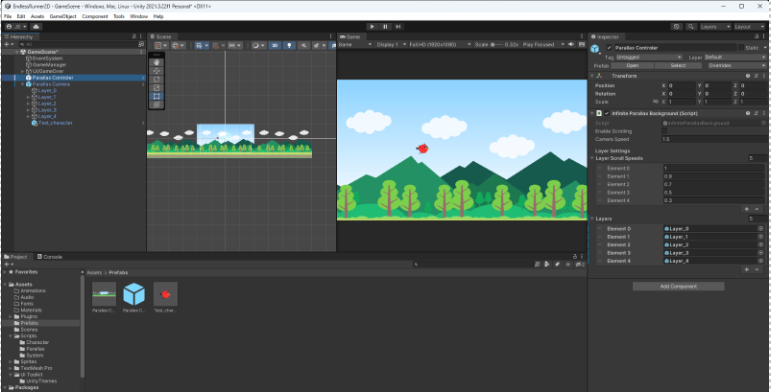 EndlessRunner2D - GameScene - Windows, Mac, Linux - Unity 2021.3.22f1 Personal* <DX11>
File Edit Assets GameObject Component Tools Window Help
Layers Layout
Hierarchy
All
GameScene*
EventSystem
GameManager
UI/GameOver
Parallax Controller
Parallax Camera
Layer_0
Layer_1
Layer_2
Layer_3
Layer_4
Test_character
Scene
Game
Game Display 1 Full HD (1920x1080) Scale 0.32x Play Focused
Inspector
Parallax Controller Static
Tag Untagged Layer Default
Prefab Open Select Overrides
Transform
Position X 0 Y 0 Z 0
Rotation X 0 Y 0 Z 0
Scale X 1 Y 1 Z 1
Infinite Parallax Background (Script)
Script InfiniteParallaxBackground
Enable Scrolling
Camera Speed 1.5
Layer Settings
Layer Scroll Speeds 5
Element 0 1
Element 1 0.9
Element 2 0.7
Element 3 0.5
Element 4 0.3
Layers 5
Element 0 Layer_0
Element 1 Layer_1
Element 2 Layer_2
Element 3 Layer_3
Element 4 Layer_4
Add Component
Project Console
Favorites
Assets
Animations
Audio
Fonts
Materials
Plugins
Prefabs
Scenes
Scripts
Character
Parallax
System
Sprites
TextMesh Pro
UI Toolkit
UnityThemes
Packages
Assets > Prefabs
Parallax C... Parallax C... Test_cha...